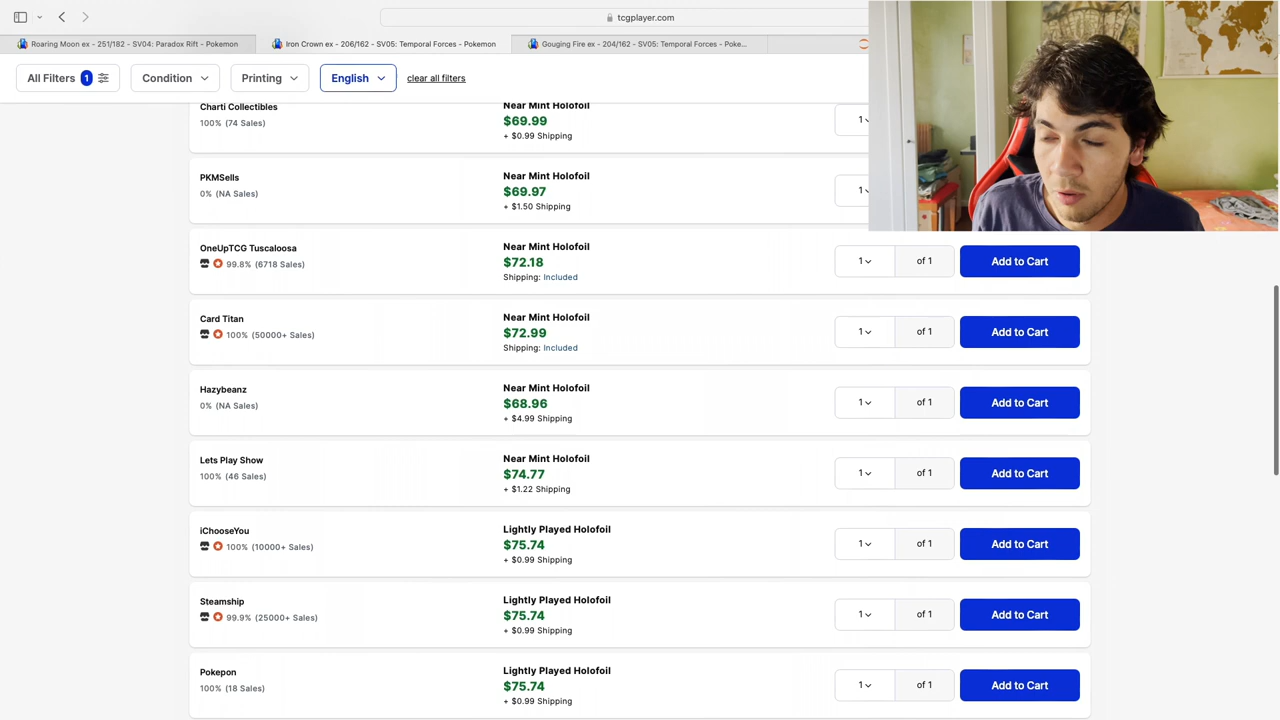 tcgplayer.com
Roaring Moon ex - 251/182 - SV04: Paradox Rift - Pokemon
Iron Crown ex - 206/162 - SV05: Temporal Forces - Pokemon
Gouging Fire ex - 204/162 - SV05: Temporal Forces - Poke...
All Filters 1
Condition
Printing
English
clear all filters
Charti Collectibles
100% (74 Sales)
Near Mint Holofoil
$69.99
+ $0.99 Shipping
1
PKMSells
0% (NA Sales)
Near Mint Holofoil
$69.97
+ $1.50 Shipping
1
OneUpTCG Tuscaloosa
99.8% (6718 Sales)
Near Mint Holofoil
$72.18
Shipping: Included
1 of 1 Add to Cart
Card Titan
100% (50000+ Sales)
Near Mint Holofoil
$72.99
Shipping: Included
1 of 1 Add to Cart
Hazybeanz
0% (NA Sales)
Near Mint Holofoil
$68.96
+ $4.99 Shipping
1 of 1 Add to Cart
Lets Play Show
100% (46 Sales)
Near Mint Holofoil
$74.77
+ $1.22 Shipping
1 of 1 Add to Cart
iChooseYou
100% (10000+ Sales)
Lightly Played Holofoil
$75.74
+ $0.99 Shipping
1 of 1 Add to Cart
Steamship
99.9% (25000+ Sales)
Lightly Played Holofoil
$75.74
+ $0.99 Shipping
1 of 1 Add to Cart
Pokepon
100% (18 Sales)
Lightly Played Holofoil
$75.74
+ $0.99 Shipping
1 of 1 Add to Cart